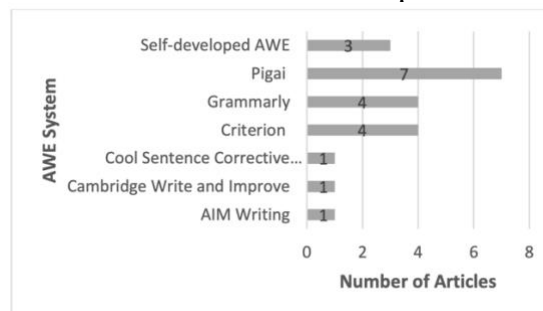 Self-developed AWE 3
Pigai 7
Grammarly 4
Criterion 4
Cool Sentence Corrective... 1
Cambridge Write and Improve 1
AIM Writing 1
AWE System
0 2 4 6 8
Number of Articles